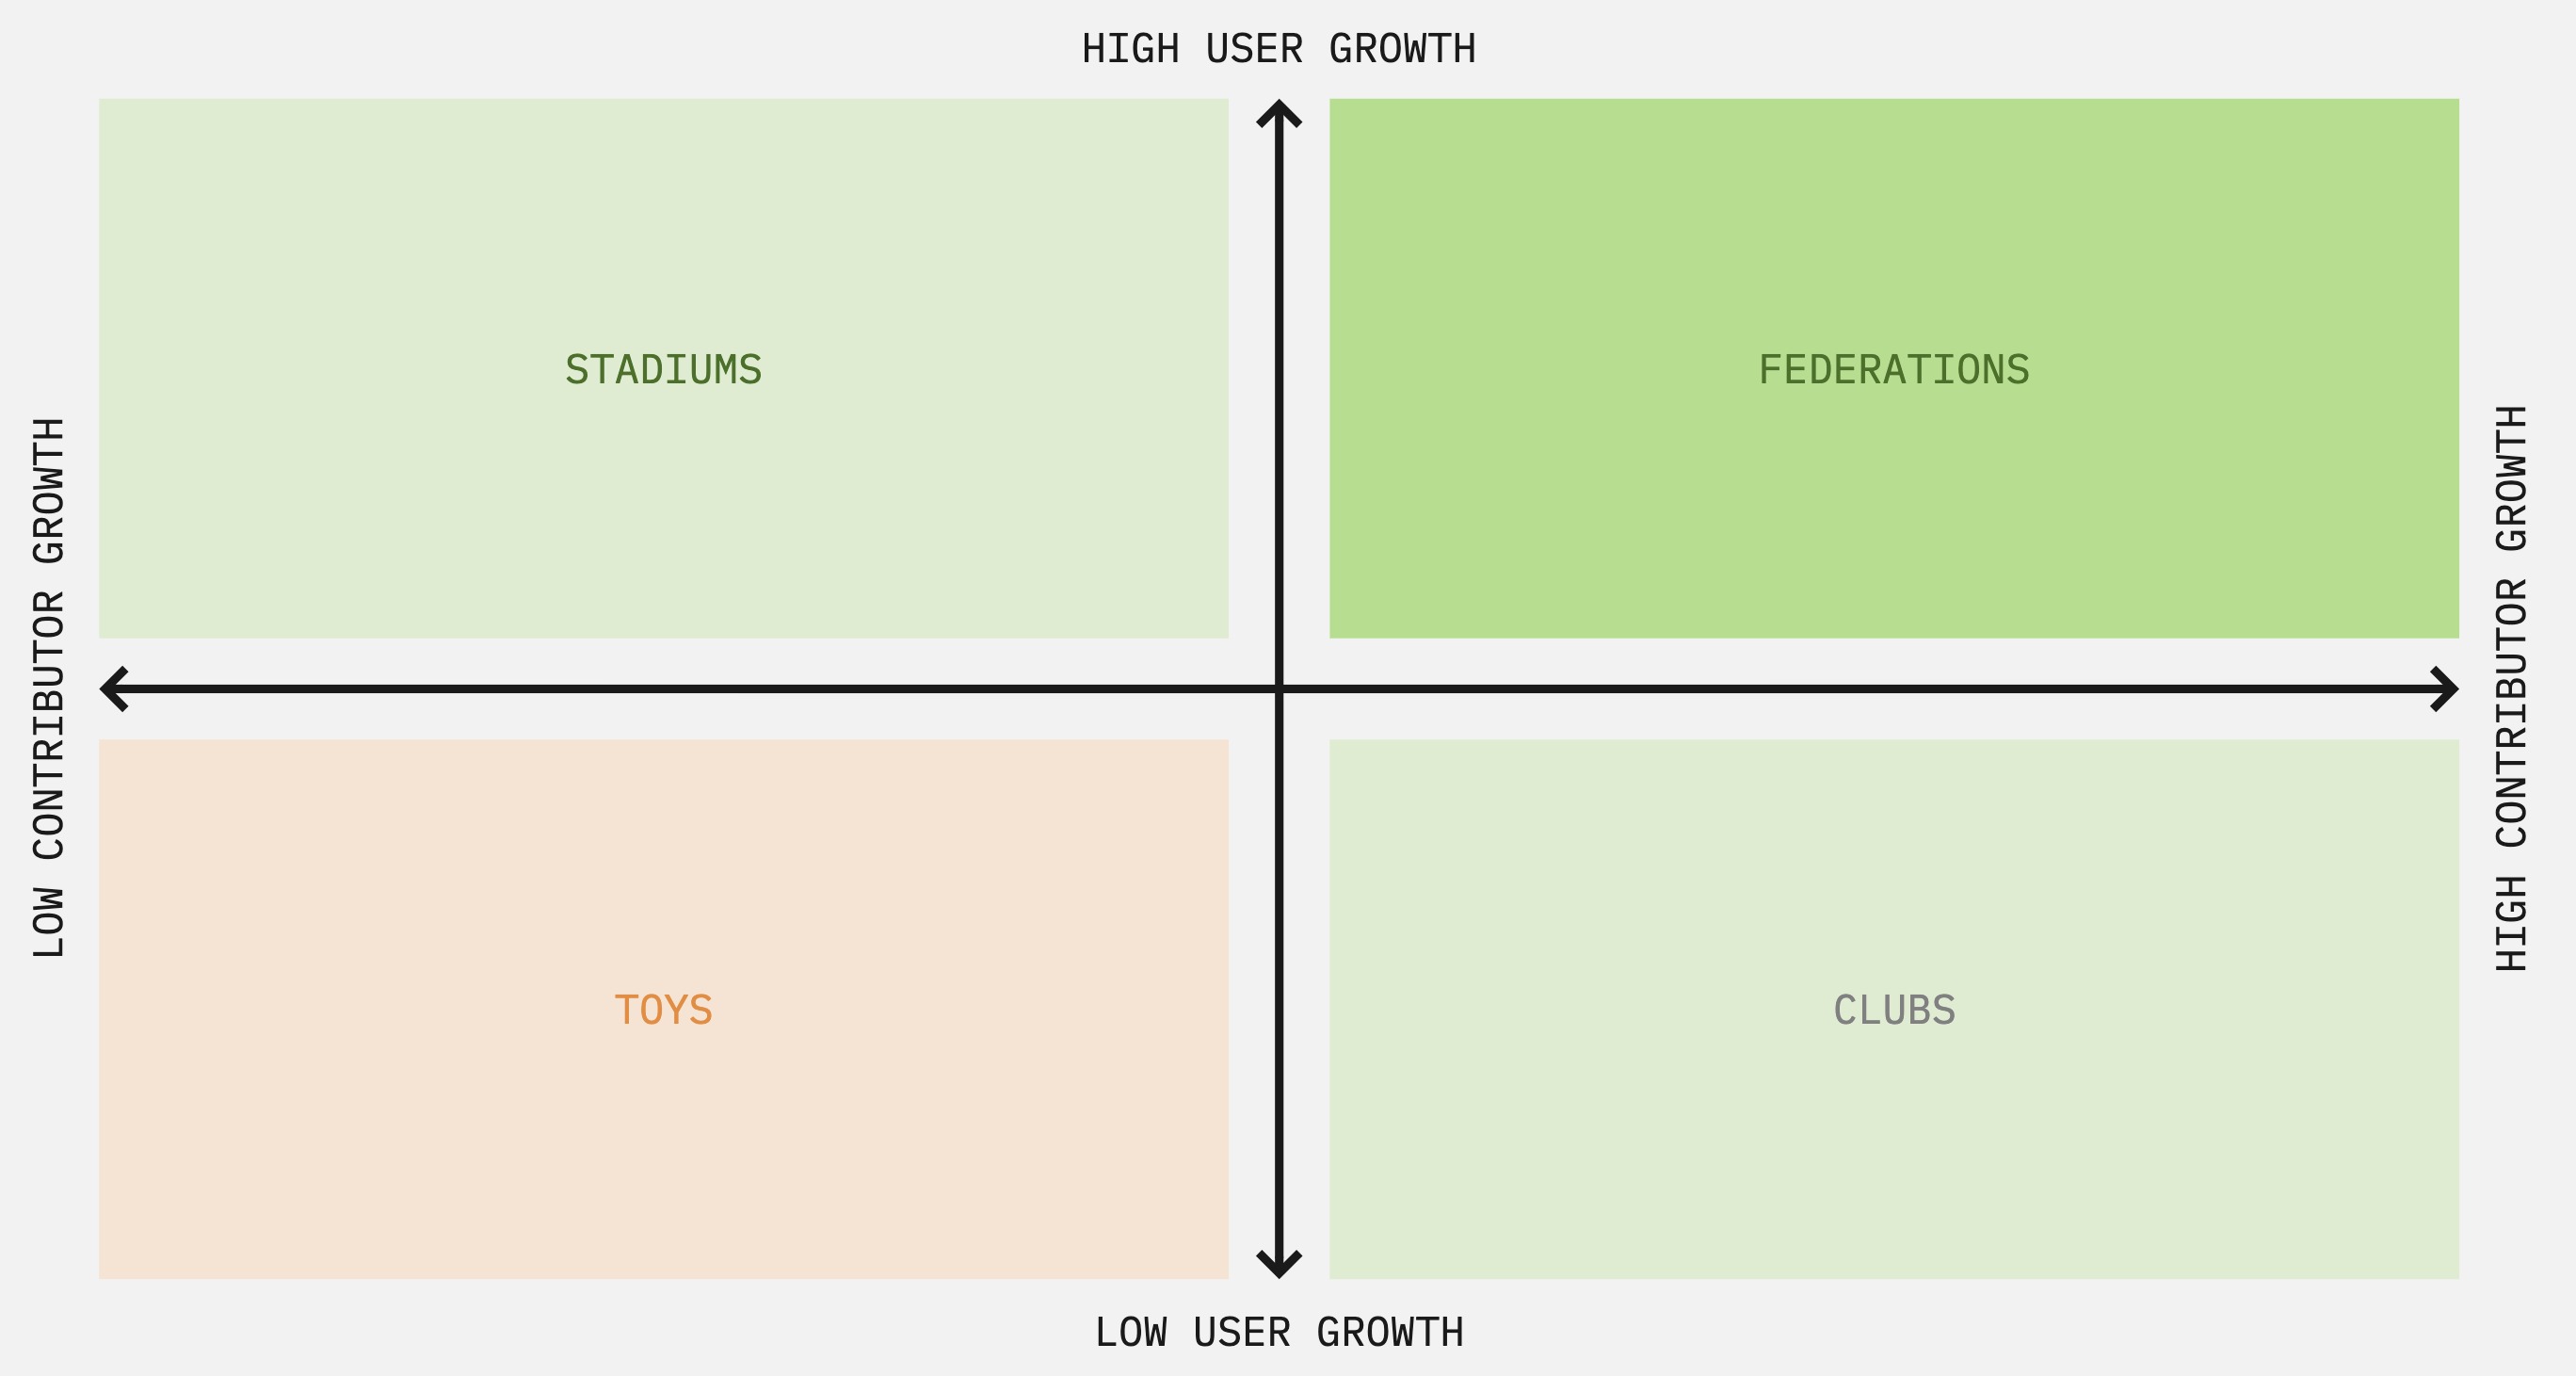 HIGH USER GROWTH
STADIUMS
FEDERATIONS
LOW CONTRIBUTOR GROWTH
HIGH CONTRIBUTOR GROWTH
TOYS
CLUBS
LOW USER GROWTH